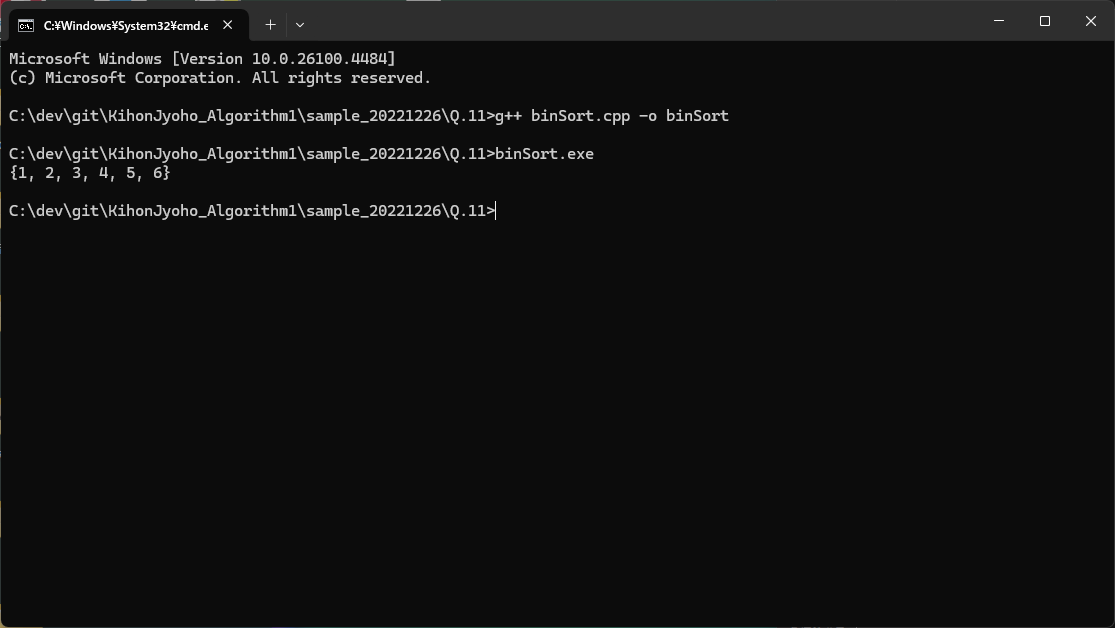 C:¥Windows¥System32¥cmd.e
Microsoft Windows [Version 10.0.26100.4484]
(c) Microsoft Corporation. All rights reserved.
C:\dev\git\KihonJyoho_Algorithm1\sample_20221226\Q.11>g++ binSort.cpp -o binSort
C:\dev\git\KihonJyoho_Algorithm1\sample_20221226\Q.11>binSort.exe
{1, 2, 3, 4, 5, 6}
C:\dev\git\KihonJyoho_Algorithm1\sample_20221226\Q.11>